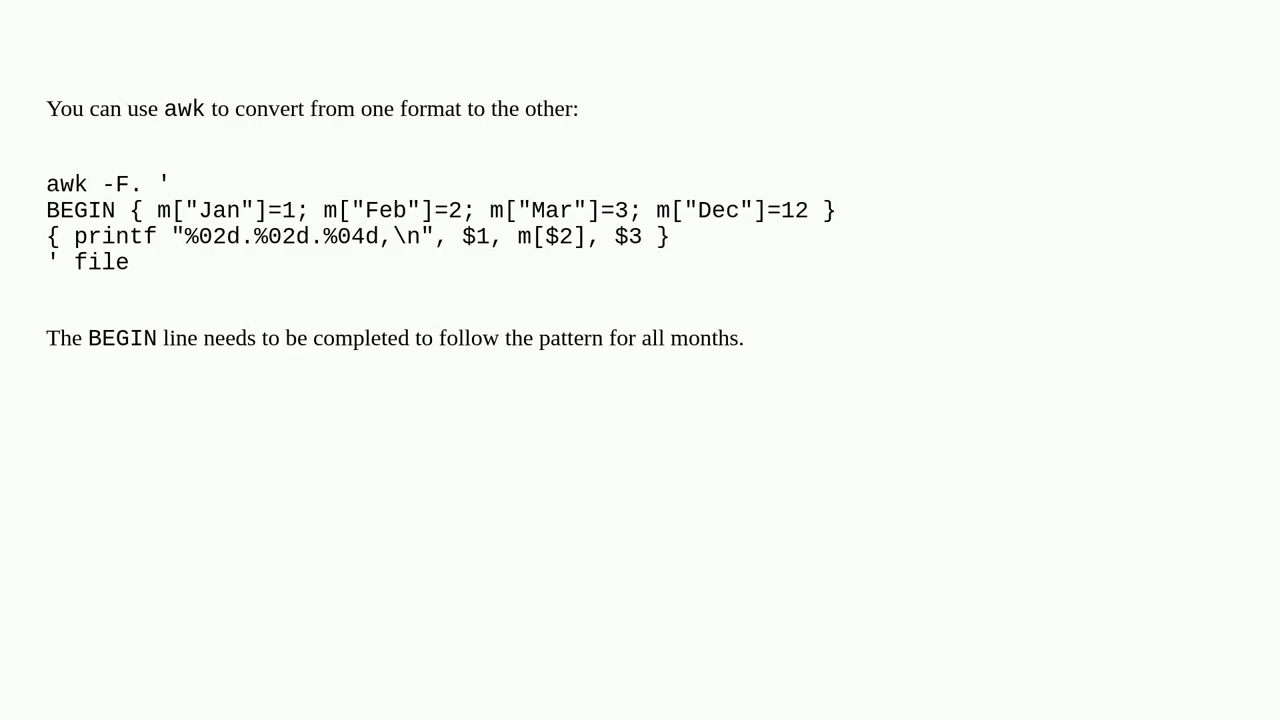 You can use awk to convert from one format to the other:
awk -F. '
BEGIN { m["Jan"]=1; m["Feb"]=2; m["Mar"]=3; m["Dec"]=12 }
{ printf "%02d.%02d.%04d,\n", $1, m[$2], $3 }
' file
The BEGIN line needs to be completed to follow the pattern for all months.